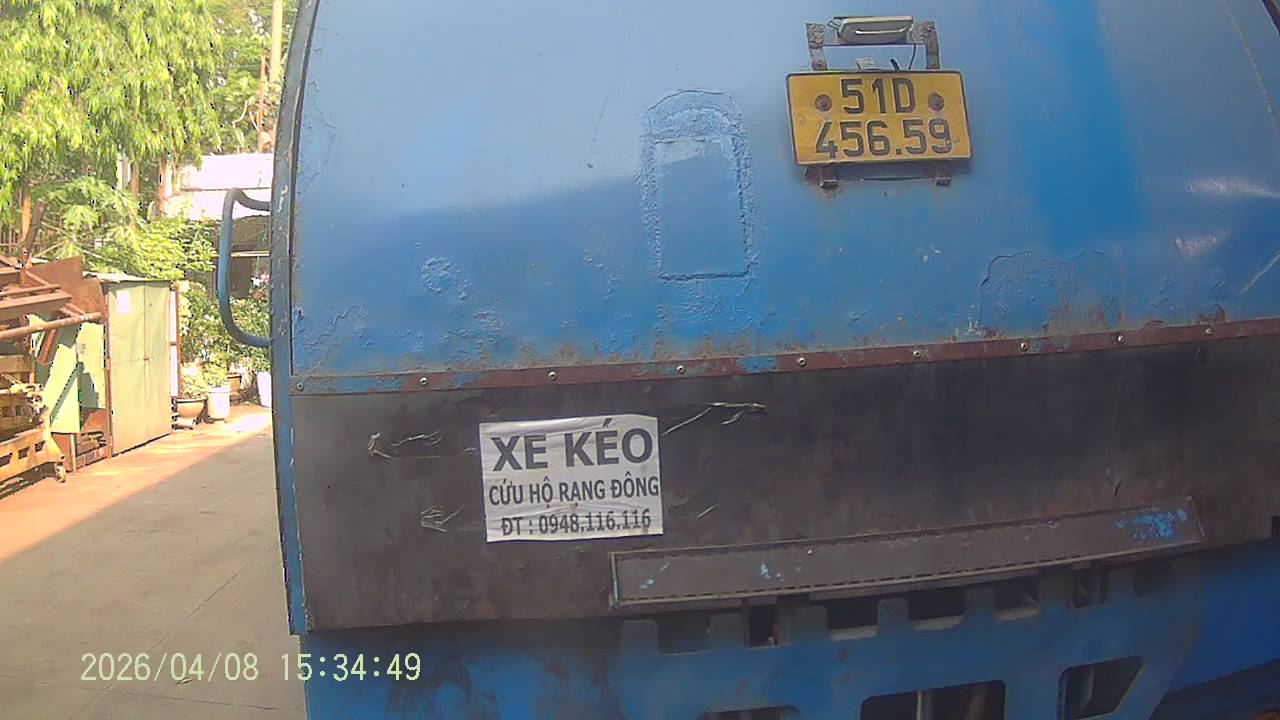 51D
456.59
XE KÉO
CỨU HỘ RẠNG ĐÔNG
ĐT : 0948.116.116
2026/04/08 15:34:49